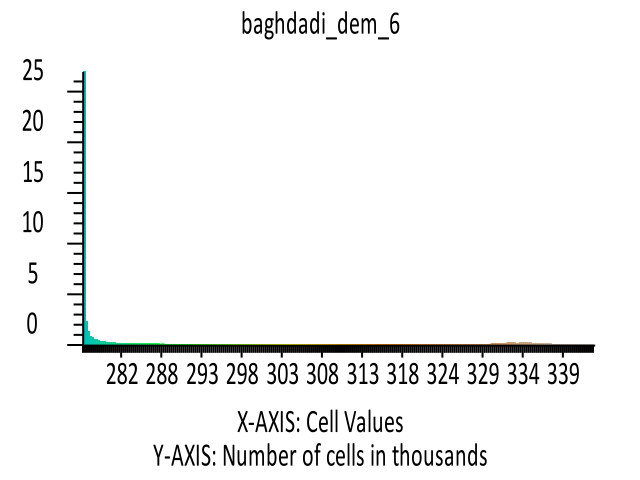 baghdadi_dem_6
25
20
15
10
5
0
282 288 293 298 303 308 313 318 324 329 334 339
X-AXIS: Cell Values
Y-AXIS: Number of cells in thousands